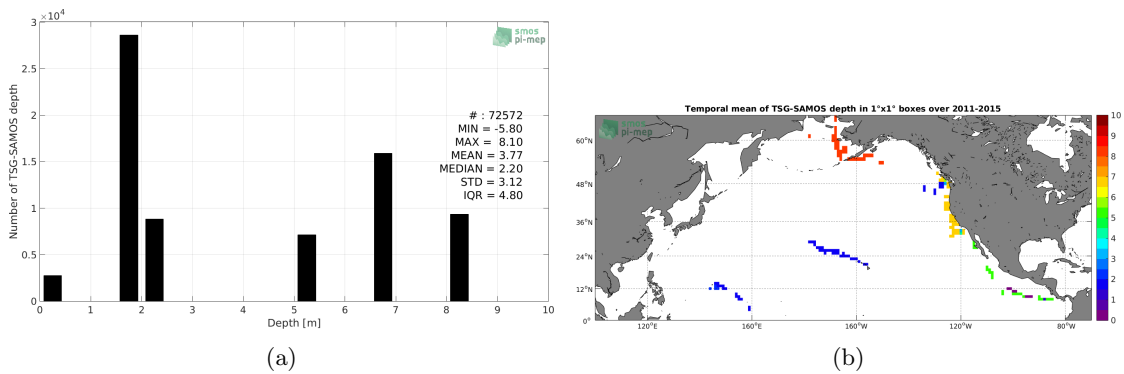 ×10⁴
3
2.5
2
1.5
1
0.5
0
0 1 2 3 4 5 6 7 8 9 10
Number of TSG-SAMOS depth
Depth [m]
smos
pi-mep
# : 72572
MIN = -5.80
MAX = 8.10
MEAN = 3.77
MEDIAN = 2.20
STD = 3.12
IQR = 4.80
(a)
Temporal mean of TSG-SAMOS depth in 1°x1° boxes over 2011-2015
smos
pi-mep
60°N
48°N
36°N
24°N
12°N
0°
120°E 160°E 160°W 120°W 80°W
10
9
8
7
6
5
4
3
2
1
0
(b)